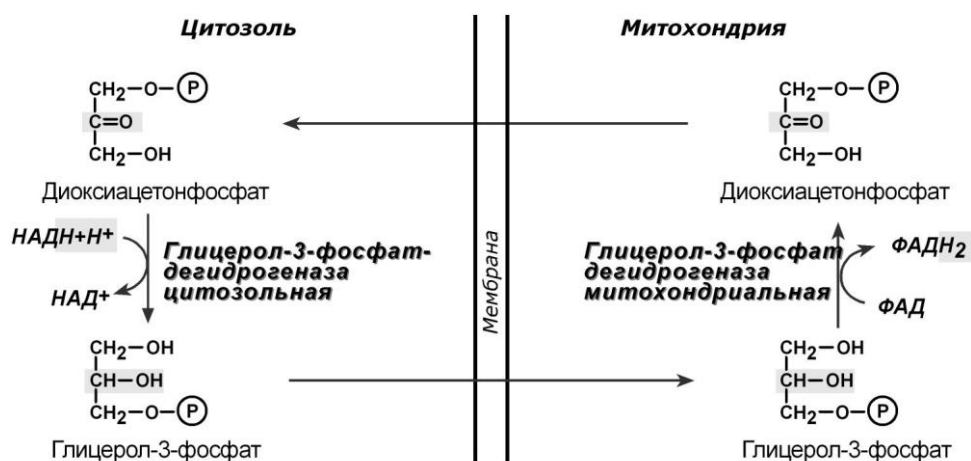 Цитозоль
Митохондрия
CH₂—O—P
C=O
CH₂—OH
Диоксиацетонфосфат
CH₂—O—P
C=O
CH₂—OH
Диоксиацетонфосфат
НАДН+Н⁺
НАД⁺
Глицерол-3-фосфат-
дегидрогеназа
цитозольная
Мембрана
Глицерол-3-фосфат
дегидрогеназа
митохондриальная
ФАДН₂
ФАД
CH₂—OH
CH—OH
CH₂—O—P
Глицерол-3-фосфат
CH₂—OH
CH—OH
CH₂—O—P
Глицерол-3-фосфат